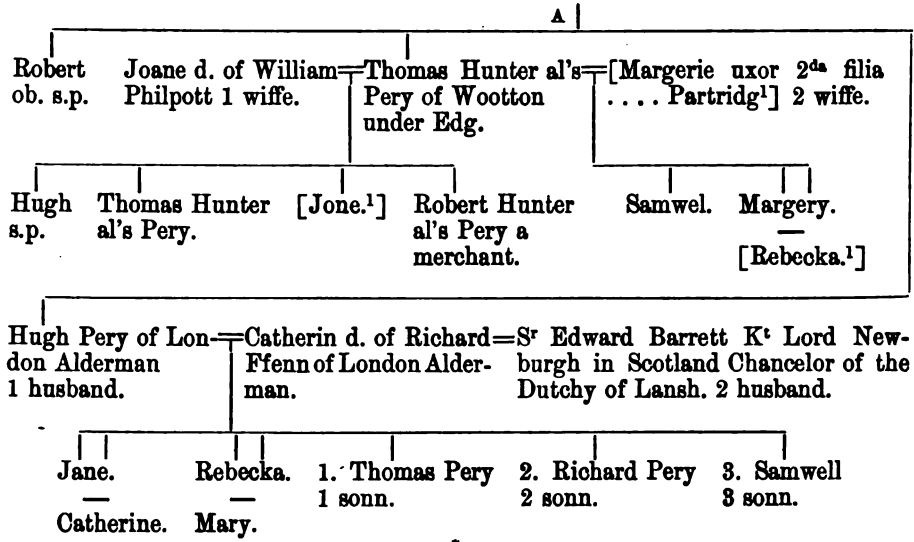 A
Robert Joane d. of William=Thomas Hunter al's=[Margerie uxor 2da filia
ob. s.p. Philpott 1 wiffe. Pery of Wootton .... Partridg1] 2 wiffe.
under Edg.
Hugh Thomas Hunter [Jone.1] Robert Hunter Samwel. Margery.
s.p. al's Pery. al's Pery a —
merchant. [Rebecka.1]
Hugh Pery of Lon-=Catherin d. of Richard=Sr Edward Barrett Kt Lord New-
don Alderman Ffenn of London Alder- burgh in Scotland Chancelor of the
1 husband. man. Dutchy of Lansh. 2 husband.
Jane. Rebecka. 1. Thomas Pery 2. Richard Pery 3. Samwell
— — 1 sonn. 2 sonn. 3 sonn.
Catherine. Mary.